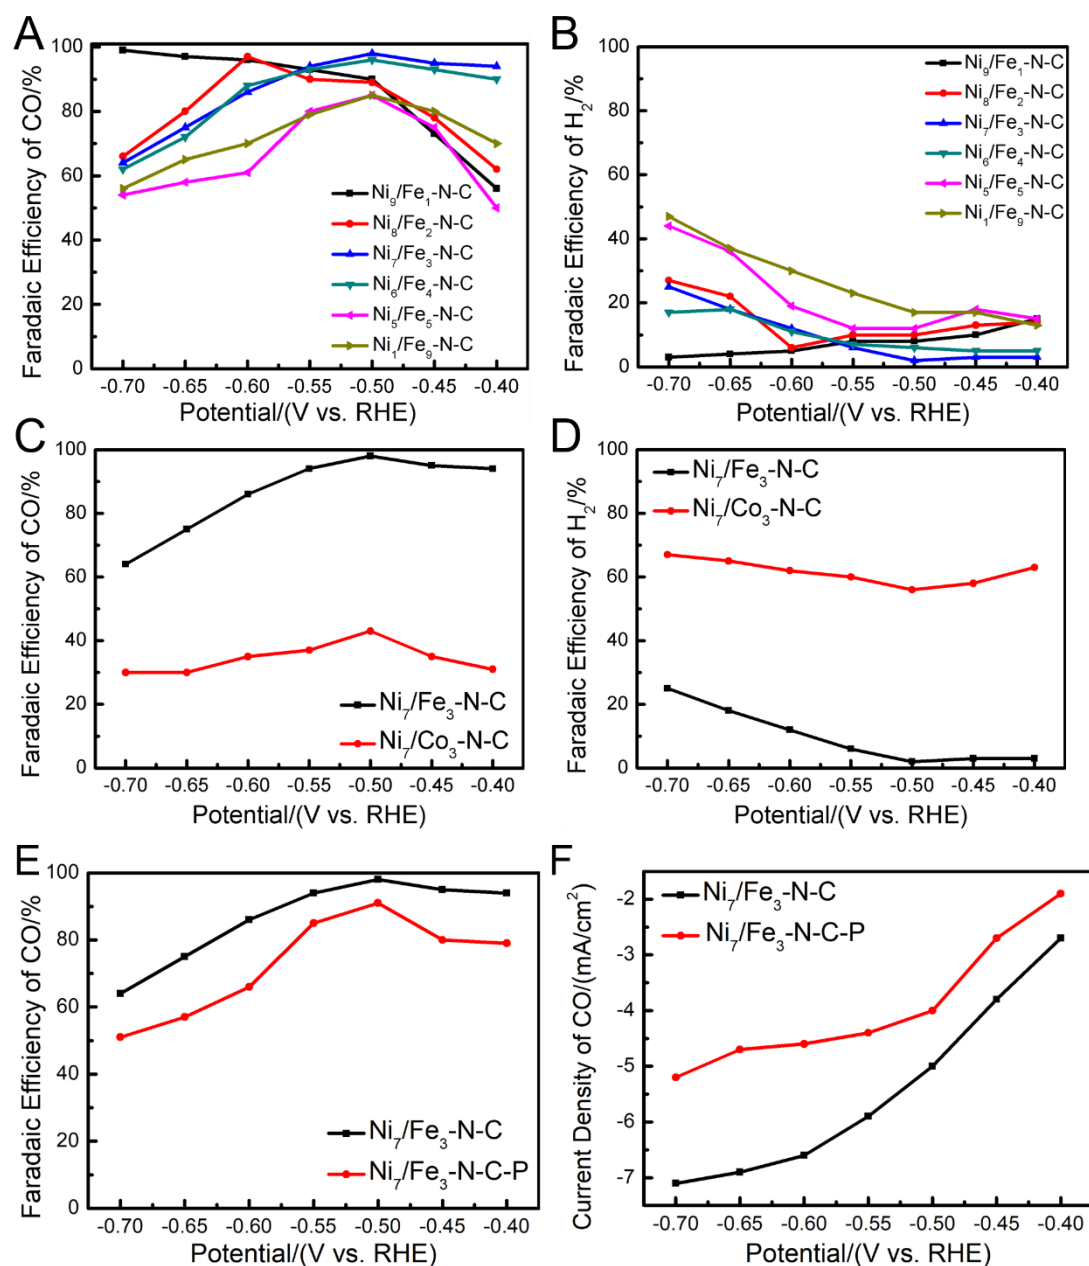 A
Faradaic Efficiency of CO/%
100
80
60
40
20
0
-0.70 -0.65 -0.60 -0.55 -0.50 -0.45 -0.40
Potential/(V vs. RHE)
Ni₉/Fe₁-N-C
Ni₈/Fe₂-N-C
Ni₇/Fe₃-N-C
Ni₆/Fe₄-N-C
Ni₅/Fe₅-N-C
Ni₁/Fe₉-N-C
B
Faradaic Efficiency of H₂/%
100
80
60
40
20
0
-0.70 -0.65 -0.60 -0.55 -0.50 -0.45 -0.40
Potential/(V vs. RHE)
Ni₉/Fe₁-N-C
Ni₈/Fe₂-N-C
Ni₇/Fe₃-N-C
Ni₆/Fe₄-N-C
Ni₅/Fe₅-N-C
Ni₁/Fe₉-N-C
C
Faradaic Efficiency of CO/%
100
80
60
40
20
0
-0.70 -0.65 -0.60 -0.55 -0.50 -0.45 -0.40
Potential/(V vs. RHE)
Ni₇/Fe₃-N-C
Ni₇/Co₃-N-C
D
Faradaic Efficiency of H₂/%
100
80
60
40
20
0
-0.70 -0.65 -0.60 -0.55 -0.50 -0.45 -0.40
Potential/(V vs. RHE)
Ni₇/Fe₃-N-C
Ni₇/Co₃-N-C
E
Faradaic Efficiency of CO/%
100
80
60
40
20
0
-0.70 -0.65 -0.60 -0.55 -0.50 -0.45 -0.40
Potential/(V vs. RHE)
Ni₇/Fe₃-N-C
Ni₇/Fe₃-N-C-P
F
Current Density of CO/(mA/cm²)
-2
-3
-4
-5
-6
-7
-0.70 -0.65 -0.60 -0.55 -0.50 -0.45 -0.40
Potential/(V vs. RHE)
Ni₇/Fe₃-N-C
Ni₇/Fe₃-N-C-P